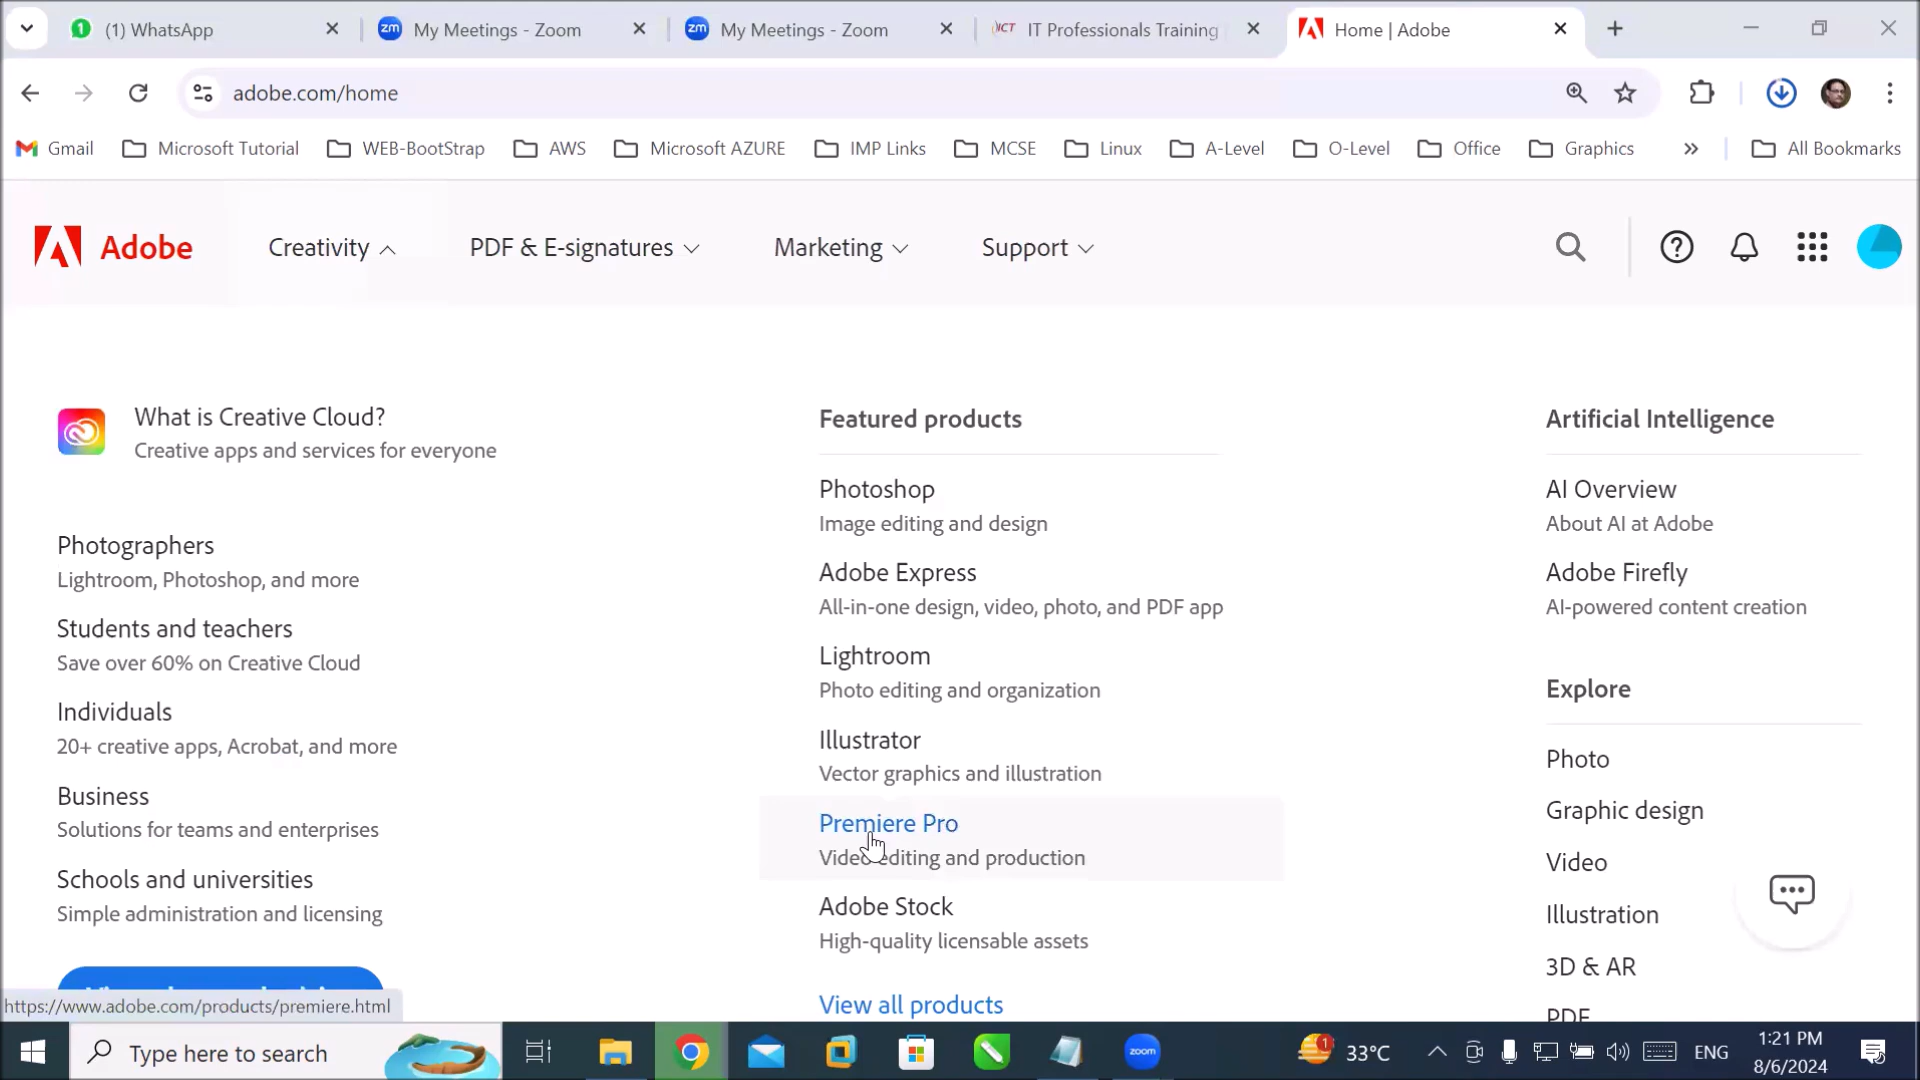 (1) WhatsApp
My Meetings - Zoom
My Meetings - Zoom
ICT IT Professionals Training
Home | Adobe
adobe.com/home
Gmail
Microsoft Tutorial
WEB-BootStrap
AWS
Microsoft AZURE
IMP Links
MCSE
Linux
A-Level
O-Level
Office
Graphics
All Bookmarks
Adobe
Creativity
PDF & E-signatures
Marketing
Support
What is Creative Cloud?
Creative apps and services for everyone
Photographers
Lightroom, Photoshop, and more
Students and teachers
Save over 60% on Creative Cloud
Individuals
20+ creative apps, Acrobat, and more
Business
Solutions for teams and enterprises
Schools and universities
Simple administration and licensing
Featured products
Photoshop
Image editing and design
Adobe Express
All-in-one design, video, photo, and PDF app
Lightroom
Photo editing and organization
Illustrator
Vector graphics and illustration
Premiere Pro
Video editing and production
Adobe Stock
High-quality licensable assets
View all products
Artificial Intelligence
AI Overview
About AI at Adobe
Adobe Firefly
AI-powered content creation
Explore
Photo
Graphic design
Video
Illustration
3D & AR
PDF
https://www.adobe.com/products/premiere.html
Type here to search
zoom
1
33°C
ENG
1:21 PM
8/6/2024